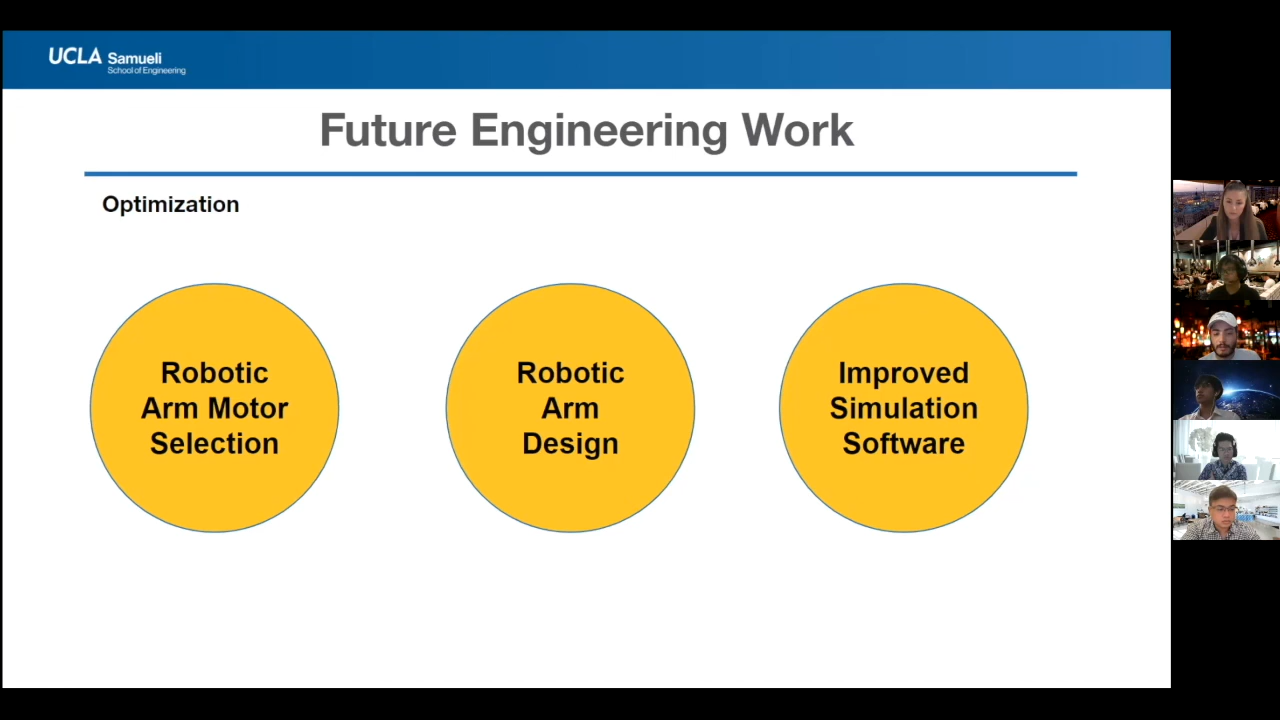 UCLA Samueli
School of Engineering
Future Engineering Work
Optimization
Robotic
Arm Motor
Selection
Robotic
Arm
Design
Improved
Simulation
Software